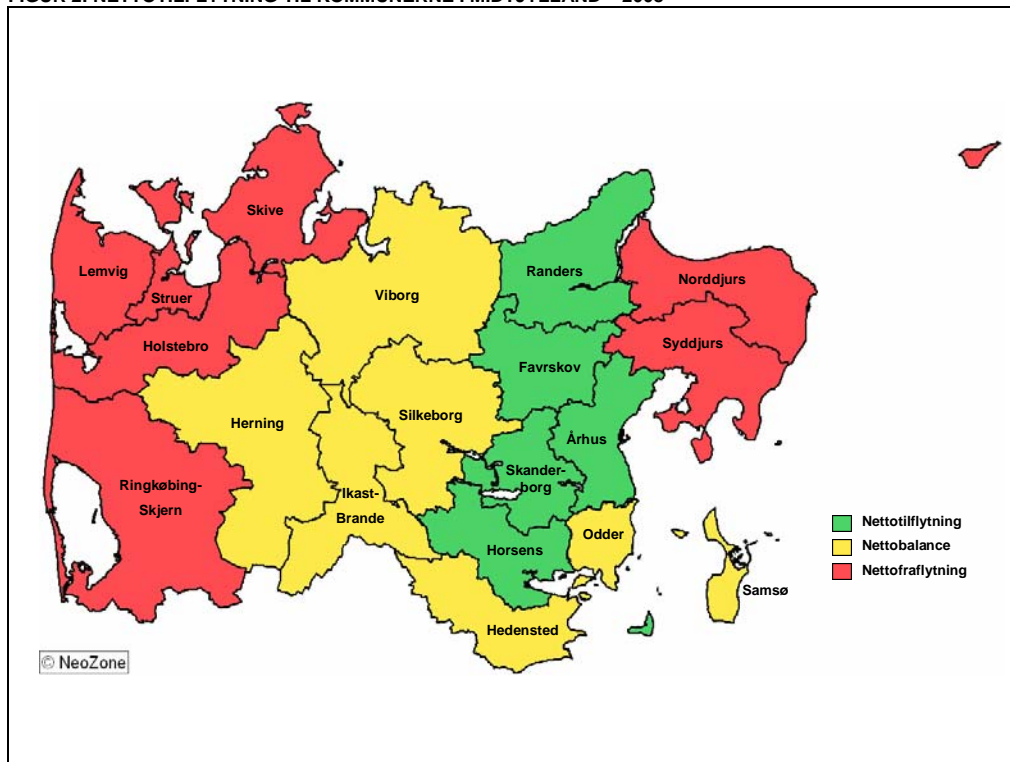 Skive
Lemvig
Struer
Viborg
Randers
Norddjurs
Holstebro
Syddjurs
Favrskov
Herning
Silkeborg
Århus
Skander-
borg
Ringkøbing-
Skjern
Ikast-
Brande
Horsens
Odder
Nettotilflytning
Nettobalance
Nettofraflytning
Samsø
Hedensted
© NeoZone